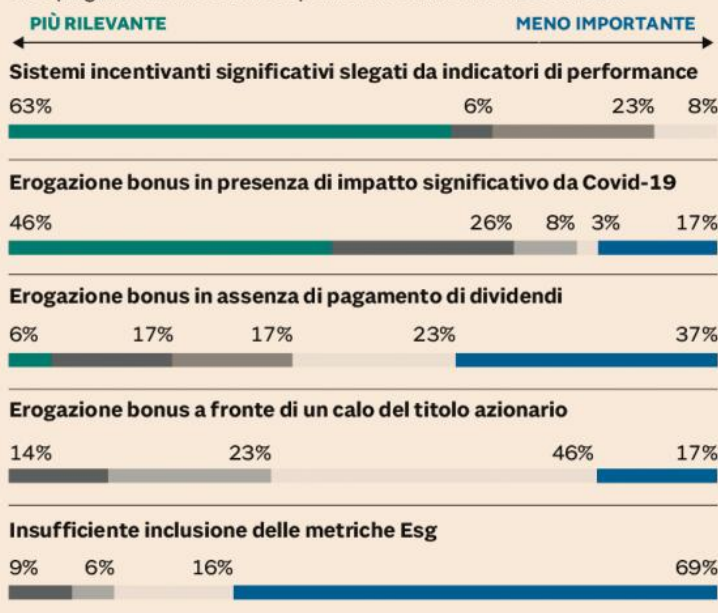 PIÙ RILEVANTE MENO IMPORTANTE
Sistemi incentivanti significativi slegati da indicatori di performance
63% 6% 23% 8%
Erogazione bonus in presenza di impatto significativo da Covid-19
46% 26% 8% 3% 17%
Erogazione bonus in assenza di pagamento di dividendi
6% 17% 17% 23% 37%
Erogazione bonus a fronte di un calo del titolo azionario
14% 23% 46% 17%
Insufficiente inclusione delle metriche Esg
9% 6% 16% 69%